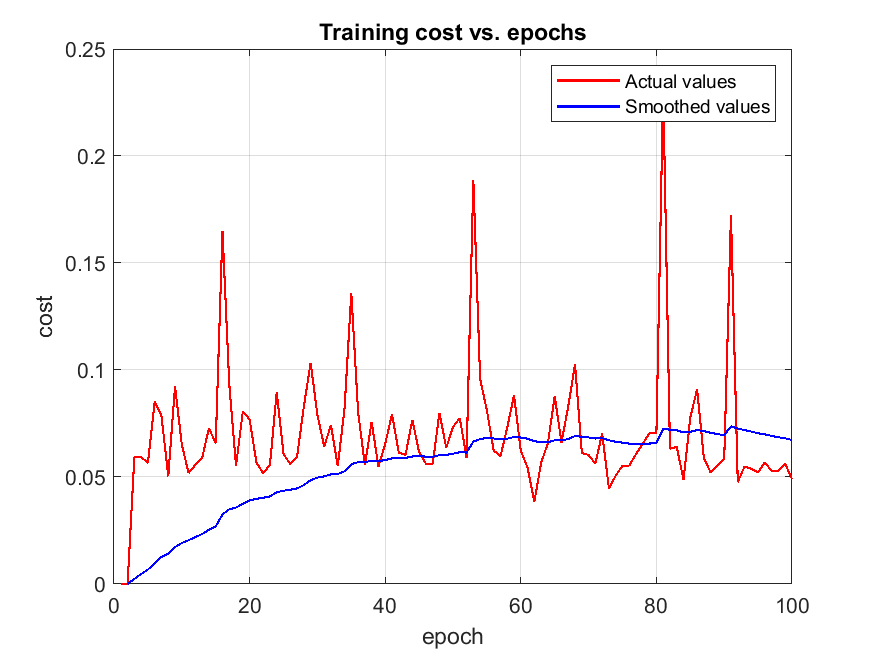 Training cost vs. epochs
0.25
0.2
0.15
0.1
0.05
0
cost
Actual values
Smoothed values
0 20 40 60 80 100
epoch